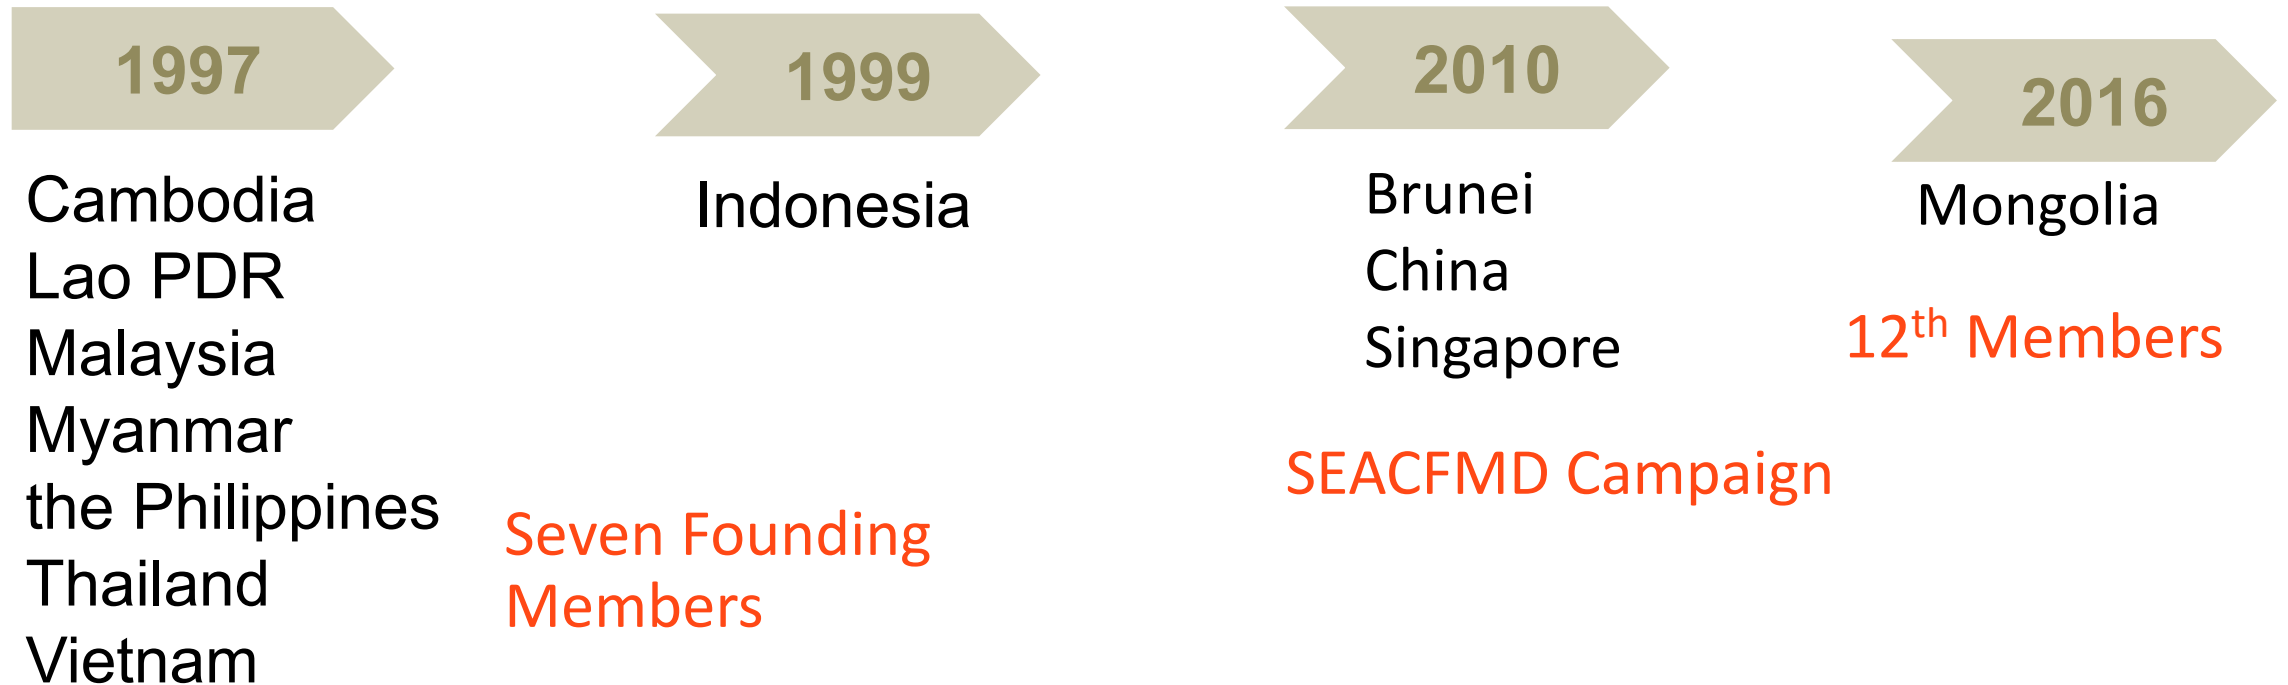 1997
Cambodia
Lao PDR
Malaysia
Myanmar
the Philippines
Thailand
Vietnam
Seven Founding
Members
1999
Indonesia
2010
Brunei
China
Singapore
SEACFMD Campaign
2016
Mongolia
12th Members